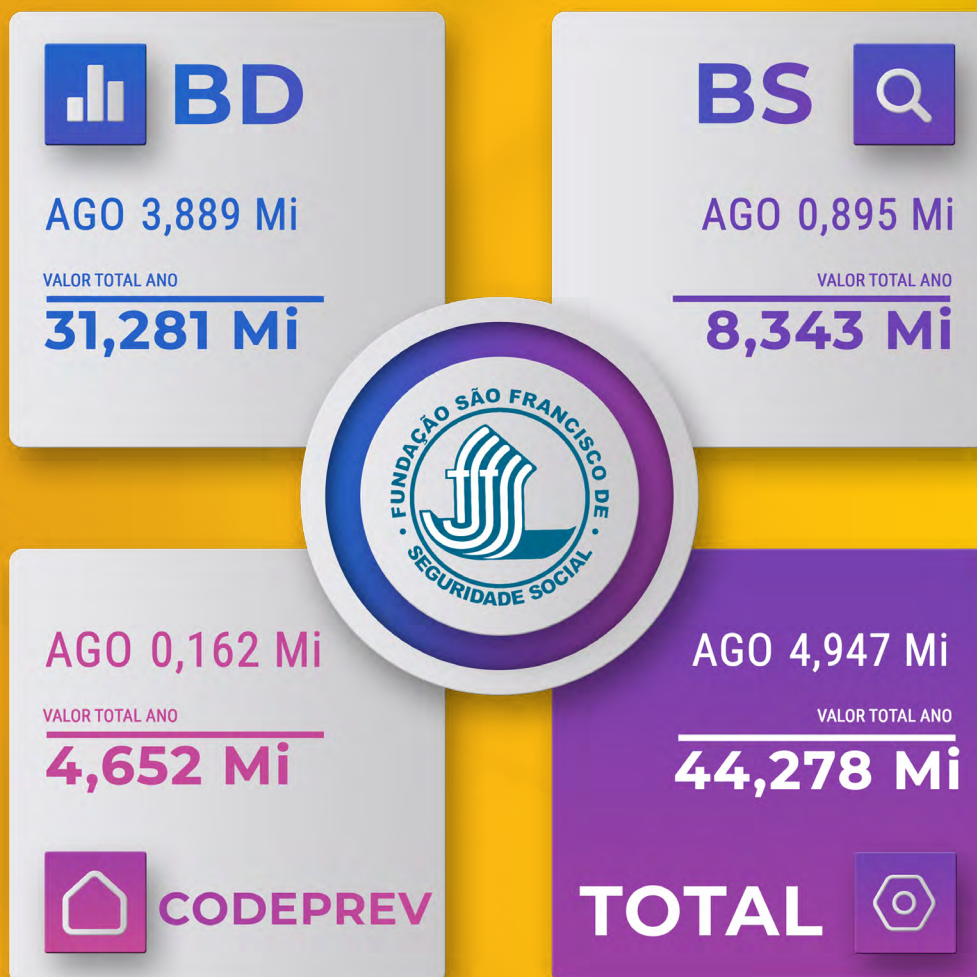 BD
AGO 3,889 Mi
VALOR TOTAL ANO
31,281 Mi
BS
AGO 0,895 Mi
VALOR TOTAL ANO
8,343 Mi
FUNDAÇÃO SÃO FRANCISCO DE
SEGURIDADE SOCIAL
AGO 0,162 Mi
VALOR TOTAL ANO
4,652 Mi
CODEPREV
AGO 4,947 Mi
VALOR TOTAL ANO
44,278 Mi
TOTAL